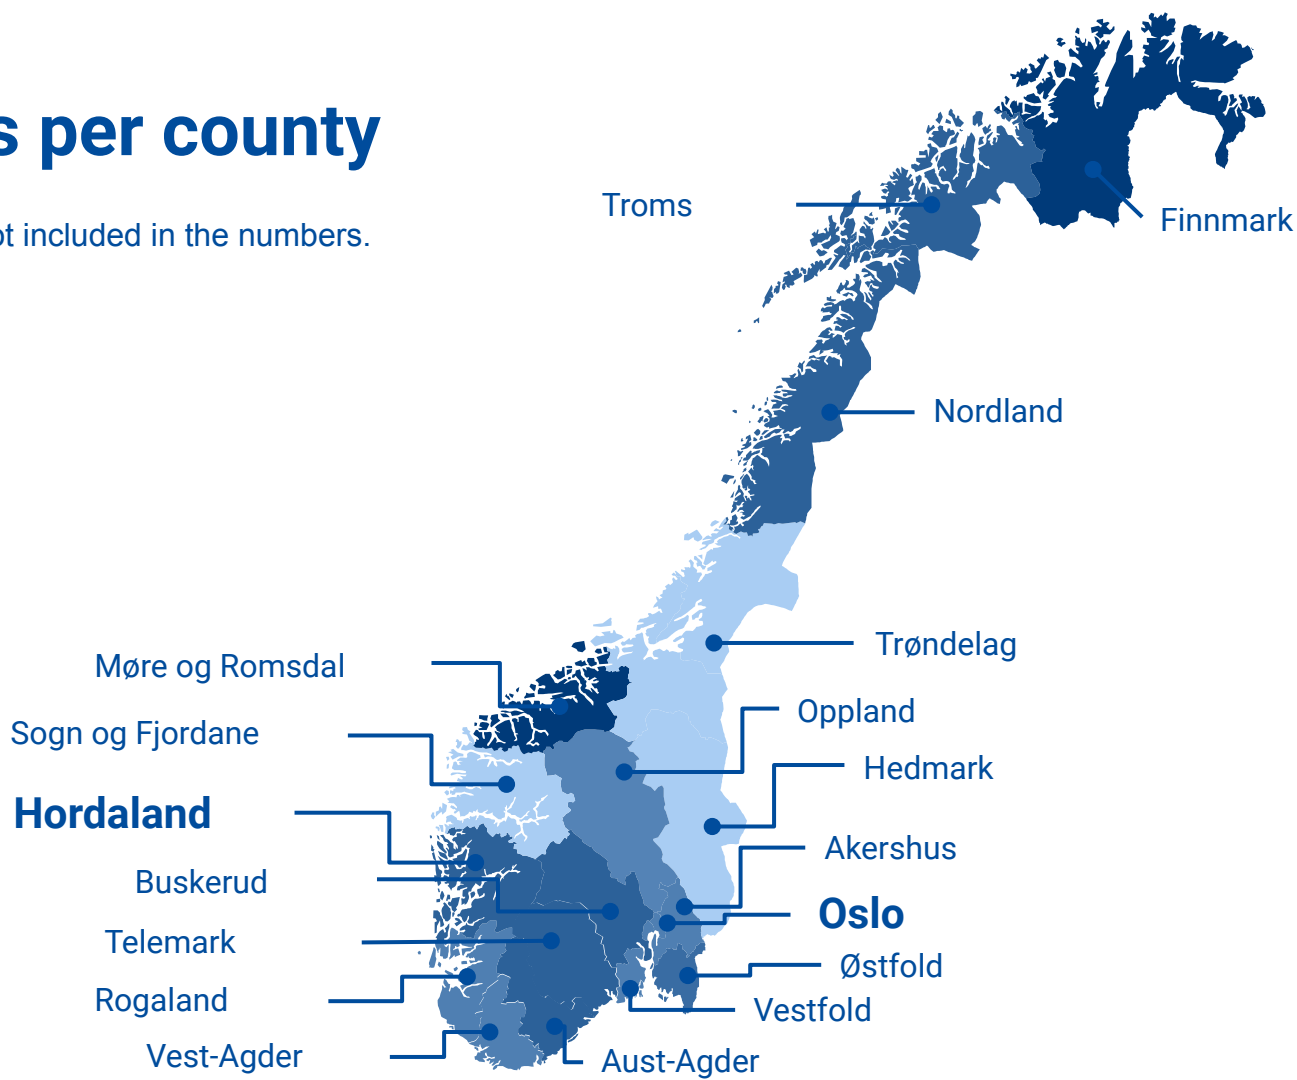 s per county
ot included in the numbers.
Troms
Finnmark
Nordland
Trøndelag
Møre og Romsdal
Oppland
Sogn og Fjordane
Hedmark
Hordaland
Akershus
Buskerud
Oslo
Telemark
Østfold
Rogaland
Vestfold
Vest-Agder
Aust-Agder